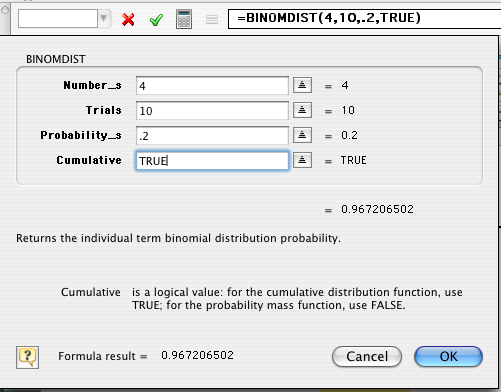 =BINOMDIST(4,10,.2,TRUE)
BINOMDIST
Number_s 4 = 4
Trials 10 = 10
Probability_s .2 = 0.2
Cumulative TRUE = TRUE
= 0.967206502
Returns the individual term binomial distribution probability.
Cumulative is a logical value: for the cumulative distribution function, use
TRUE; for the probability mass function, use FALSE.
? Formula result = 0.967206502 Cancel OK